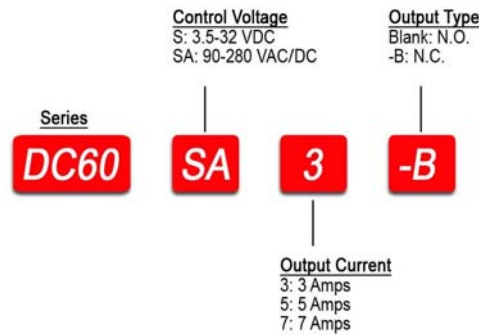 Control Voltage
S: 3.5-32 VDC
SA: 90-280 VAC/DC
Output Type
Blank: N.O.
-B: N.C.
Series
DC60 SA 3 -B
Output Current
3: 3 Amps
5: 5 Amps
7: 7 Amps